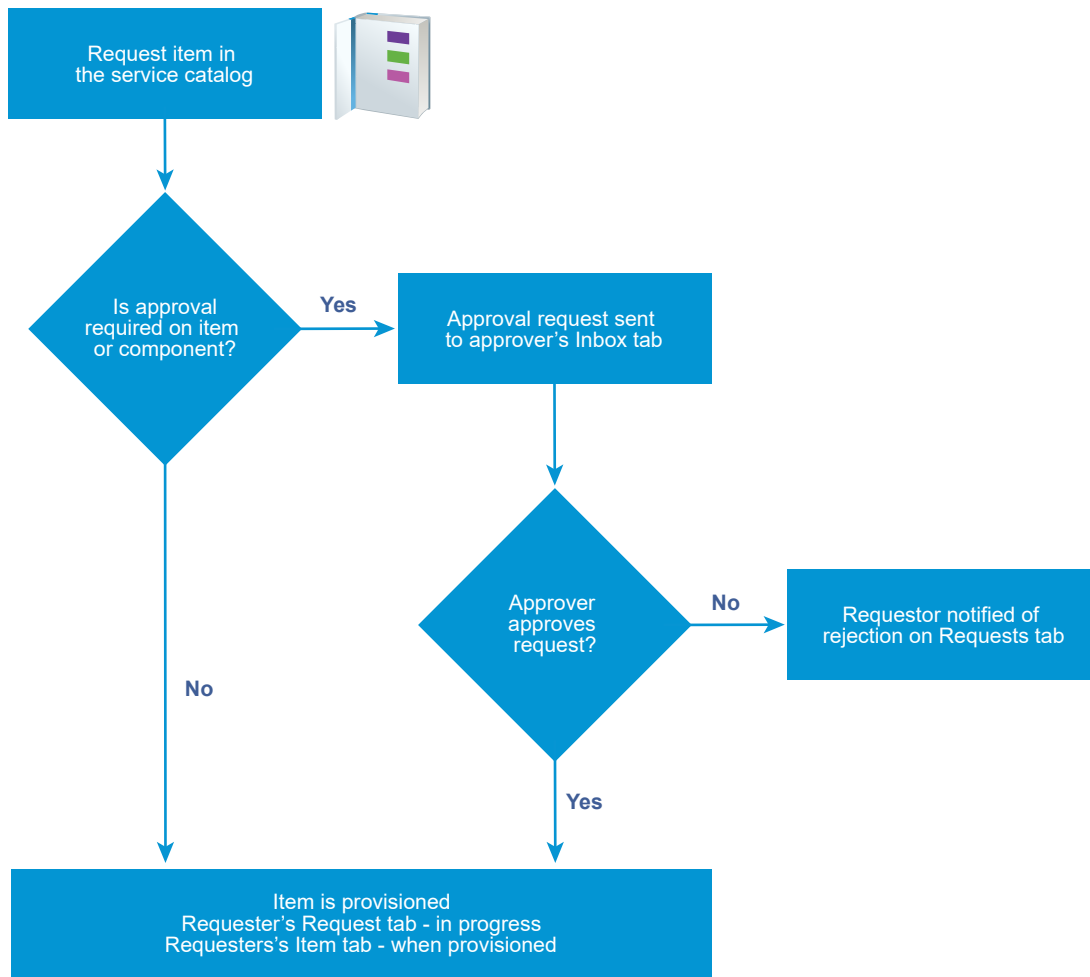 Request item in
the service catalog
Is approval
required on item
or component?
Yes
Approval request sent
to approver’s Inbox tab
Approver
approves
request?
No
Requestor notified of
rejection on Requests tab
No
Yes
Item is provisioned
Requester’s Request tab - in progress
Requesters’s Item tab - when provisioned